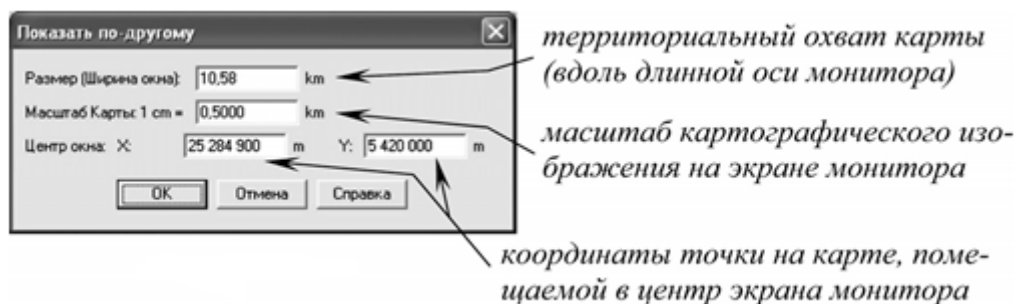 Показать по-другому
территориальный охват карты
(вдоль длинной оси монитора)
Размер (Ширина окна): 10,58 km
Масштаб Карты: 1 cm = 0,5000 km
масштаб картографического изо-
бражения на экране монитора
Центр окна: X: 25 284 900 m Y: 5 420 000 m
OK Отмена Справка
координаты точки на карте, поме-
щаемой в центр экрана монитора